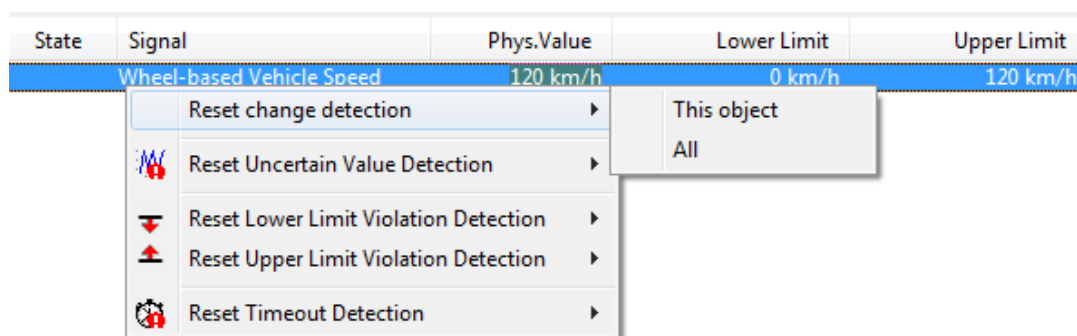 State Signal Phys.Value Lower Limit Upper Limit
Wheel-based Vehicle Speed 120 km/h 0 km/h 120 km/h
Reset change detection This object
All
Reset Uncertain Value Detection
Reset Lower Limit Violation Detection
Reset Upper Limit Violation Detection
Reset Timeout Detection